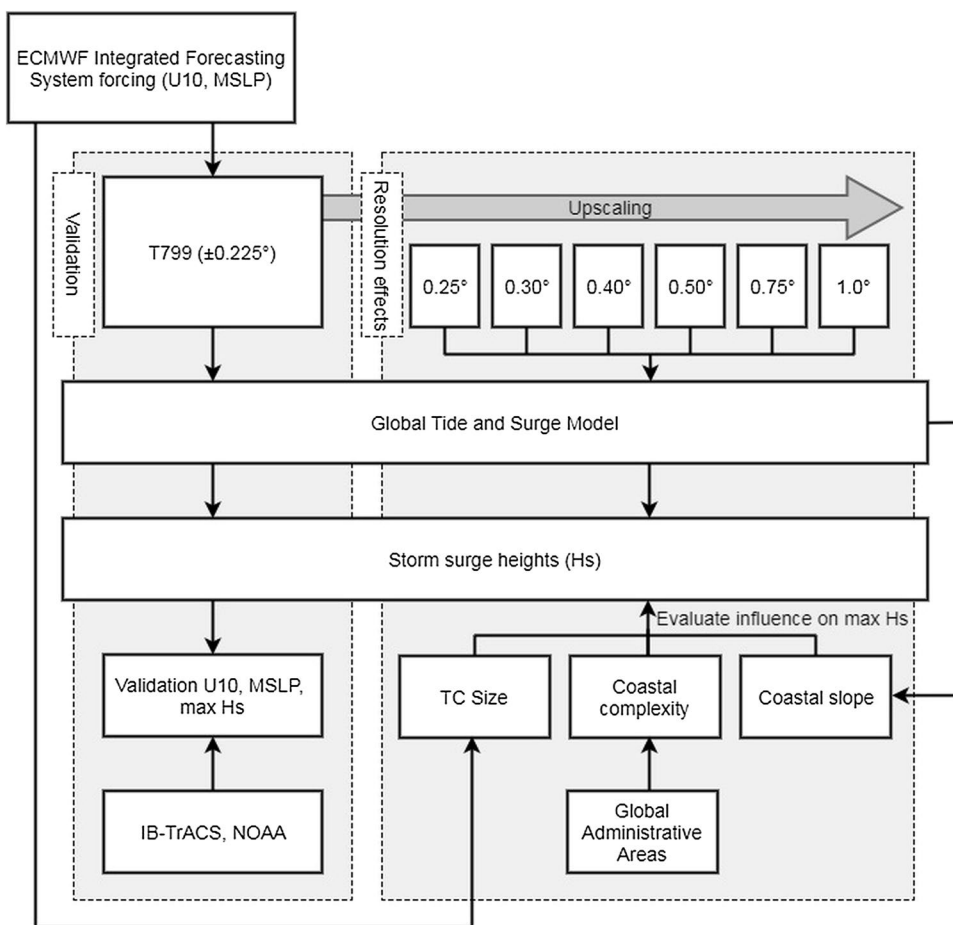 ECMWF Integrated Forecasting
System forcing (U10, MSLP)
Validation
T799 (±0.225°)
Resolution effects
Upscaling
0.25°
0.30°
0.40°
0.50°
0.75°
1.0°
Global Tide and Surge Model
Storm surge heights (Hs)
Evaluate influence on max Hs
Validation U10, MSLP,
max Hs
TC Size
Coastal
complexity
Coastal slope
IB-TrACS, NOAA
Global
Administrative
Areas